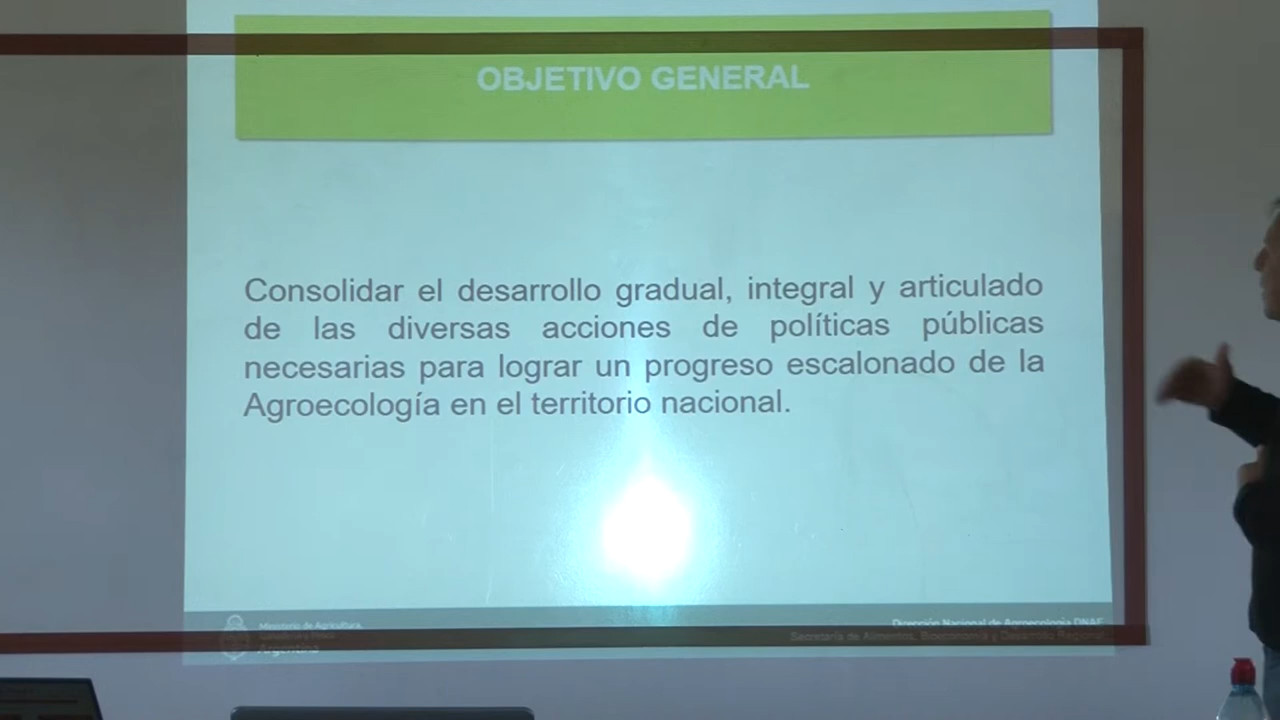 OBJETIVO GENERAL
Consolidar el desarrollo gradual, integral y articulado
de las diversas acciones de políticas públicas
necesarias para lograr un progreso escalonado de la
Agroecología en el territorio nacional.
Ministerio de Agricultura,
Ganadería y Pesca
Argentina
Dirección Nacional de Agroecología DNAE
Secretaría de Alimentos, Bioeconomía y Desarrollo Regional